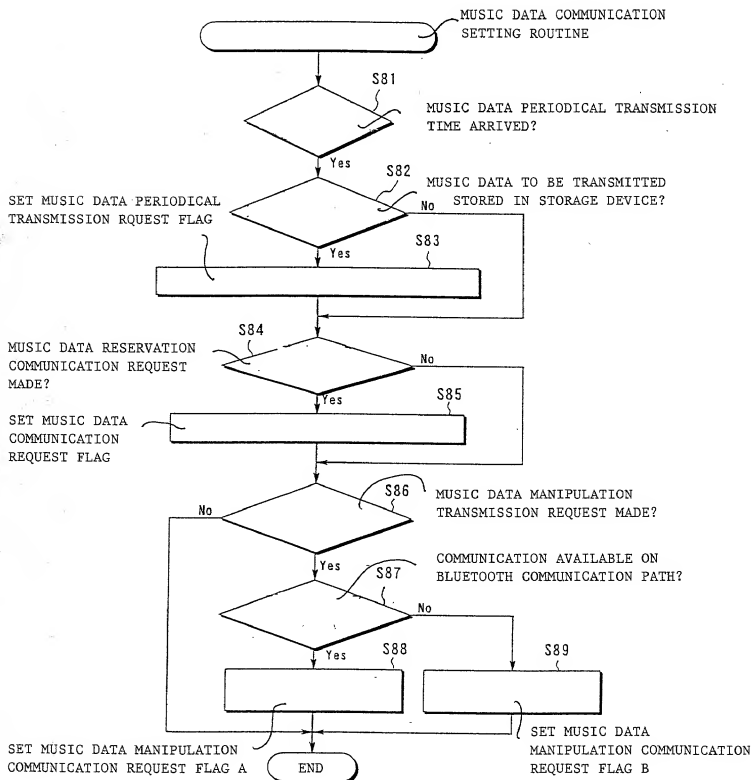 MUSIC DATA COMMUNICATION
SETTING ROUTINE
S81
MUSIC DATA PERIODICAL TRANSMISSION
TIME ARRIVED?
Yes
S82
MUSIC DATA TO BE TRANSMITTED
STORED IN STORAGE DEVICE?
No
SET MUSIC DATA PERIODICAL
TRANSMISSION RQUEST FLAG
Yes
S83
S84
MUSIC DATA RESERVATION
COMMUNICATION REQUEST
MADE?
No
Yes
S85
SET MUSIC DATA
COMMUNICATION
REQUEST FLAG
S86
MUSIC DATA MANIPULATION
TRANSMISSION REQUEST MADE?
No
Yes
S87
COMMUNICATION AVAILABLE ON
BLUETOOTH COMMUNICATION PATH?
No
Yes
S88
S89
SET MUSIC DATA MANIPULATION
COMMUNICATION REQUEST FLAG A
END
SET MUSIC DATA
MANIPULATION COMMUNICATION
REQUEST FLAG B